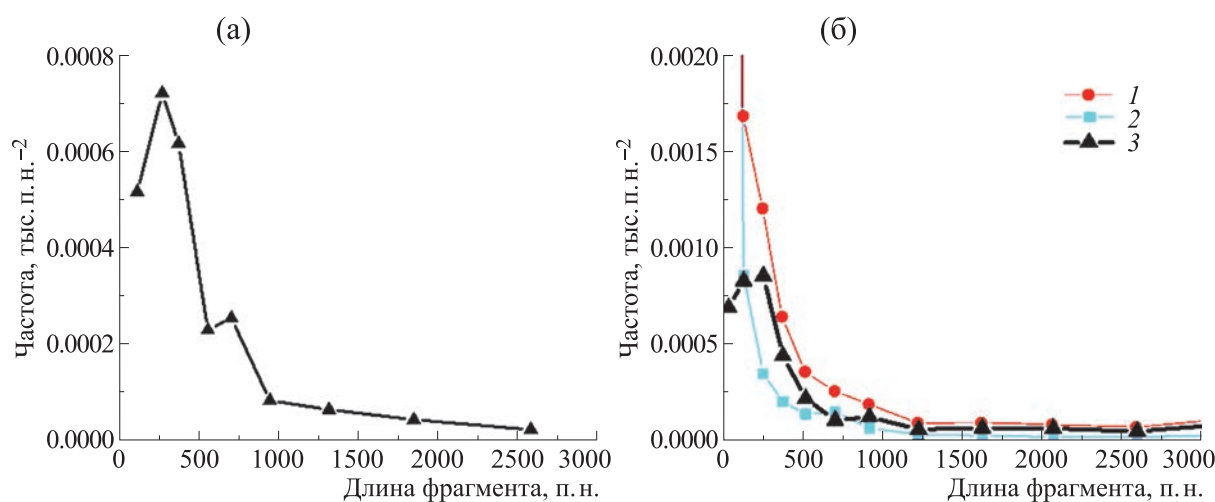 (а)
Частота, тыс. п. н.⁻²
0.0008
0.0006
0.0004
0.0002
0.0000
0 500 1000 1500 2000 2500 3000
Длина фрагмента, п. н.
(б)
Частота, тыс. п. н.⁻²
0.0020
0.0015
0.0010
0.0005
0.0000
1
2
3
0 500 1000 1500 2000 2500 3000
Длина фрагмента, п. н.